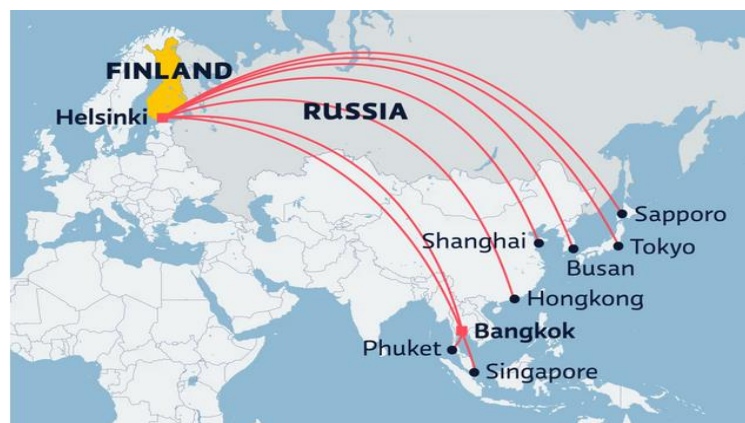 FINLAND
Helsinki
RUSSIA
Sapporo
Shanghai
Tokyo
Busan
Hongkong
Bangkok
Phuket
Singapore